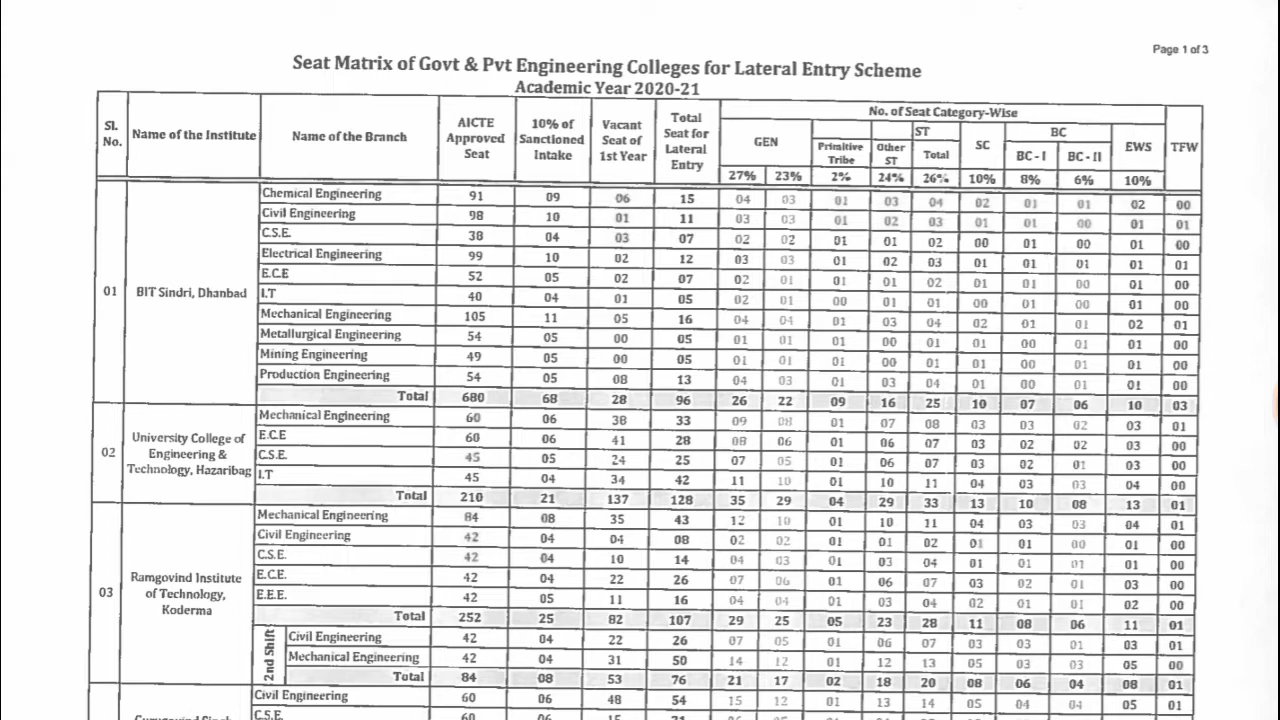 Page 1 of 3
Seat Matrix of Govt & Pvt Engineering Colleges for Lateral Entry Scheme
Academic Year 2020-21
Sl. No. Name of the Institute Name of the Branch AICTE Approved Seat 10% of Sanctioned Intake Vacant Seat of 1st Year Total Seat for Lateral Entry No. of Seat Category-Wise TFW
GEN ST SC BC EWS
Primitive Tribe Other ST Total BC - I BC - II
27% 23% 2% 24% 26% 10% 8% 6% 10%
01 BIT Sindri, Dhanbad
Chemical Engineering 91 09 06 15 04 03 01 03 04 02 01 01 02 00
Civil Engineering 98 10 01 11 03 03 01 02 03 01 01 00 01 01
C.S.E. 38 04 03 07 02 02 01 01 02 00 01 00 01 00
Electrical Engineering 99 10 02 12 03 03 01 02 03 01 01 01 01 01
E.C.E 52 05 02 07 02 01 01 01 02 01 01 00 01 00
I.T 40 04 01 05 02 01 00 01 01 00 01 00 01 00
Mechanical Engineering 105 11 05 16 04 04 01 03 04 02 01 01 02 01
Metallurgical Engineering 54 05 00 05 01 01 01 00 01 01 00 01 01 00
Mining Engineering 49 05 00 05 01 01 01 00 01 01 00 01 01 00
Production Engineering 54 05 08 13 04 03 01 03 04 01 00 01 01 00
Total 680 68 28 96 26 22 09 16 25 10 07 06 10 03
02 University College of Engineering & Technology, Hazaribag
Mechanical Engineering 60 06 38 33 09 08 01 07 08 03 03 02 03 01
E.C.E 60 06 41 28 08 06 01 06 07 03 02 02 03 00
C.S.E. 45 05 24 25 07 05 01 06 07 03 02 01 03 00
I.T 45 04 34 42 11 10 01 10 11 04 03 03 04 00
Total 210 21 137 128 35 29 04 29 33 13 10 08 13 01
03 Ramgovind Institute of Technology, Koderma
Mechanical Engineering 84 08 35 43 12 10 01 10 11 04 03 03 04 01
Civil Engineering 42 04 04 08 02 02 01 01 02 01 01 00 01 00
C.S.E. 42 04 10 14 04 03 01 03 04 01 01 01 01 00
E.C.E. 42 04 22 26 07 06 01 06 07 03 02 01 03 00
E.E.E. 42 05 11 16 04 04 01 03 04 02 01 01 02 00
Total 252 25 82 107 29 25 05 23 28 11 08 06 11 01
2nd Shift
Civil Engineering 42 04 22 26 07 05 01 06 07 03 03 01 03 01
Mechanical Engineering 42 04 31 50 14 12 01 12 13 05 03 03 05 00
Total 84 08 53 76 21 17 02 18 20 08 06 04 08 01
Civil Engineering 60 06 48 54 15 12 01 13 14 05 04 04 05 01
C.S.E. 60 06 15